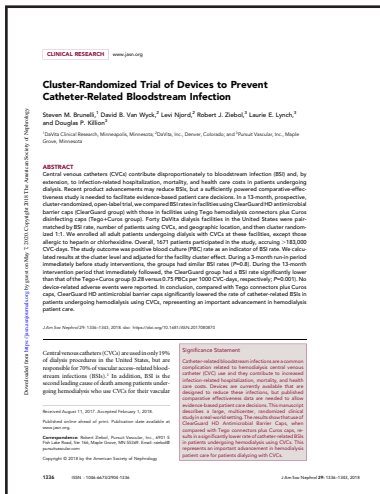 CLINICAL RESEARCH www.jasn.org
Cluster-Randomized Trial of Devices to Prevent
Catheter-Related Bloodstream Infection
Steven M. Brunelli,¹ David B. Van Wyck,² Levi Njord,² Robert J. Ziebol,² Laurie E. Lynch,³
and Douglas P. Killion³
¹DaVita Clinical Research, Minneapolis, Minnesota; ²DaVita, Inc., Denver, Colorado; and ³Pursuit Vascular, Inc., Maple
Grove, Minnesota
ABSTRACT
Central venous catheters (CVCs) contribute disproportionately to bloodstream infection (BSI) and, by
extension, to infection-related hospitalization, mortality, and health care costs in patients undergoing
dialysis. Recent product advancements may reduce BSIs, but a sufficiently powered comparative-effec-
tiveness study is needed to facilitate evidence-based patient care decisions. In a 13-month, prospective,
cluster-randomized, open-label trial, we compared BSI rates in facilities using ClearGuard HD antimicrobial
barrier caps (ClearGuard group) with those in facilities using Tego hemodialysis connectors plus Curos
disinfecting caps (Tego+Curos group). Forty DaVita dialysis facilities in the United States were pair-
matched by BSI rate, number of patients using CVCs, and geographic location, and then cluster random-
ized 1:1. We enrolled all adult patients undergoing dialysis with CVCs at these facilities, except those
allergic to heparin or chlorhexidine. Overall, 1671 patients participated in the study, accruing >183,000
CVC-days. The study outcome was positive blood culture (PBC) rate as an indicator of BSI rate. We calcu-
lated results at the cluster level and adjusted for the facility cluster effect. During a 3-month run-in period
immediately before study interventions, the groups had similar BSI rates (P=0.8). During the 13-month
intervention period that immediately followed, the ClearGuard group had a BSI rate significantly lower
than that of the Tego+Curos group (0.28 versus 0.75 PBCs per 1000 CVC-days, respectively; P=0.001). No
device-related adverse events were reported. In conclusion, compared with Tego connectors plus Curos
caps, ClearGuard HD antimicrobial barrier caps significantly lowered the rate of catheter-related BSIs in
patients undergoing hemodialysis using CVCs, representing an important advancement in hemodialysis
patient care.
J Am Soc Nephrol 29: 1336–1343, 2018. doi: https://doi.org/10.1681/ASN.2017080870
Central venous catheters (CVCs) are used in only 19%
of dialysis procedures in the United States, but are
responsible for 70% of vascular access–related blood-
stream infections (BSIs).¹ In addition, BSI is the
second leading cause of death among patients under-
going hemodialysis who use CVCs for their vascular
Received August 11, 2017. Accepted February 1, 2018.
Published online ahead of print. Publication date available at
www.jasn.org.
Correspondence: Robert Ziebol, Pursuit Vascular, Inc., 6901 E
Fish Lake Road, Ste 166, Maple Grove, MN 55369. Email:
Copyright © 2018 by the American Society of Nephrology
Significance Statement
Catheter-related bloodstream infections are a common
complication related to hemodialysis central venous
catheter (CVC) use and they contribute to increased
infection-related hospitalization, mortality, and health
care costs. Devices are currently available that are
designed to reduce these infections, but published
comparative effectiveness data are needed to allow
evidence-based patient care decisions. This manuscript
describes a large, multicenter, randomized clinical
study in a real-world setting. The results show that use of
ClearGuard HD Antimicrobial Barrier Caps, when
compared with Tego connectors plus Curos caps, re-
sults in a significantly lower rate of catheter-related BSIs
in patients undergoing hemodialysis using CVCs. This
represents an important advancement in hemodialysis
patient care for patients dialyzing with CVCs.
1336 ISSN : 1046-6673/2904-1336 J Am Soc Nephrol 29: 1336–1343, 2018
Downloaded from https://jasn.asnjournals.org by guest on May 7, 2020. Copyright 2018 The American Society of Nephrology